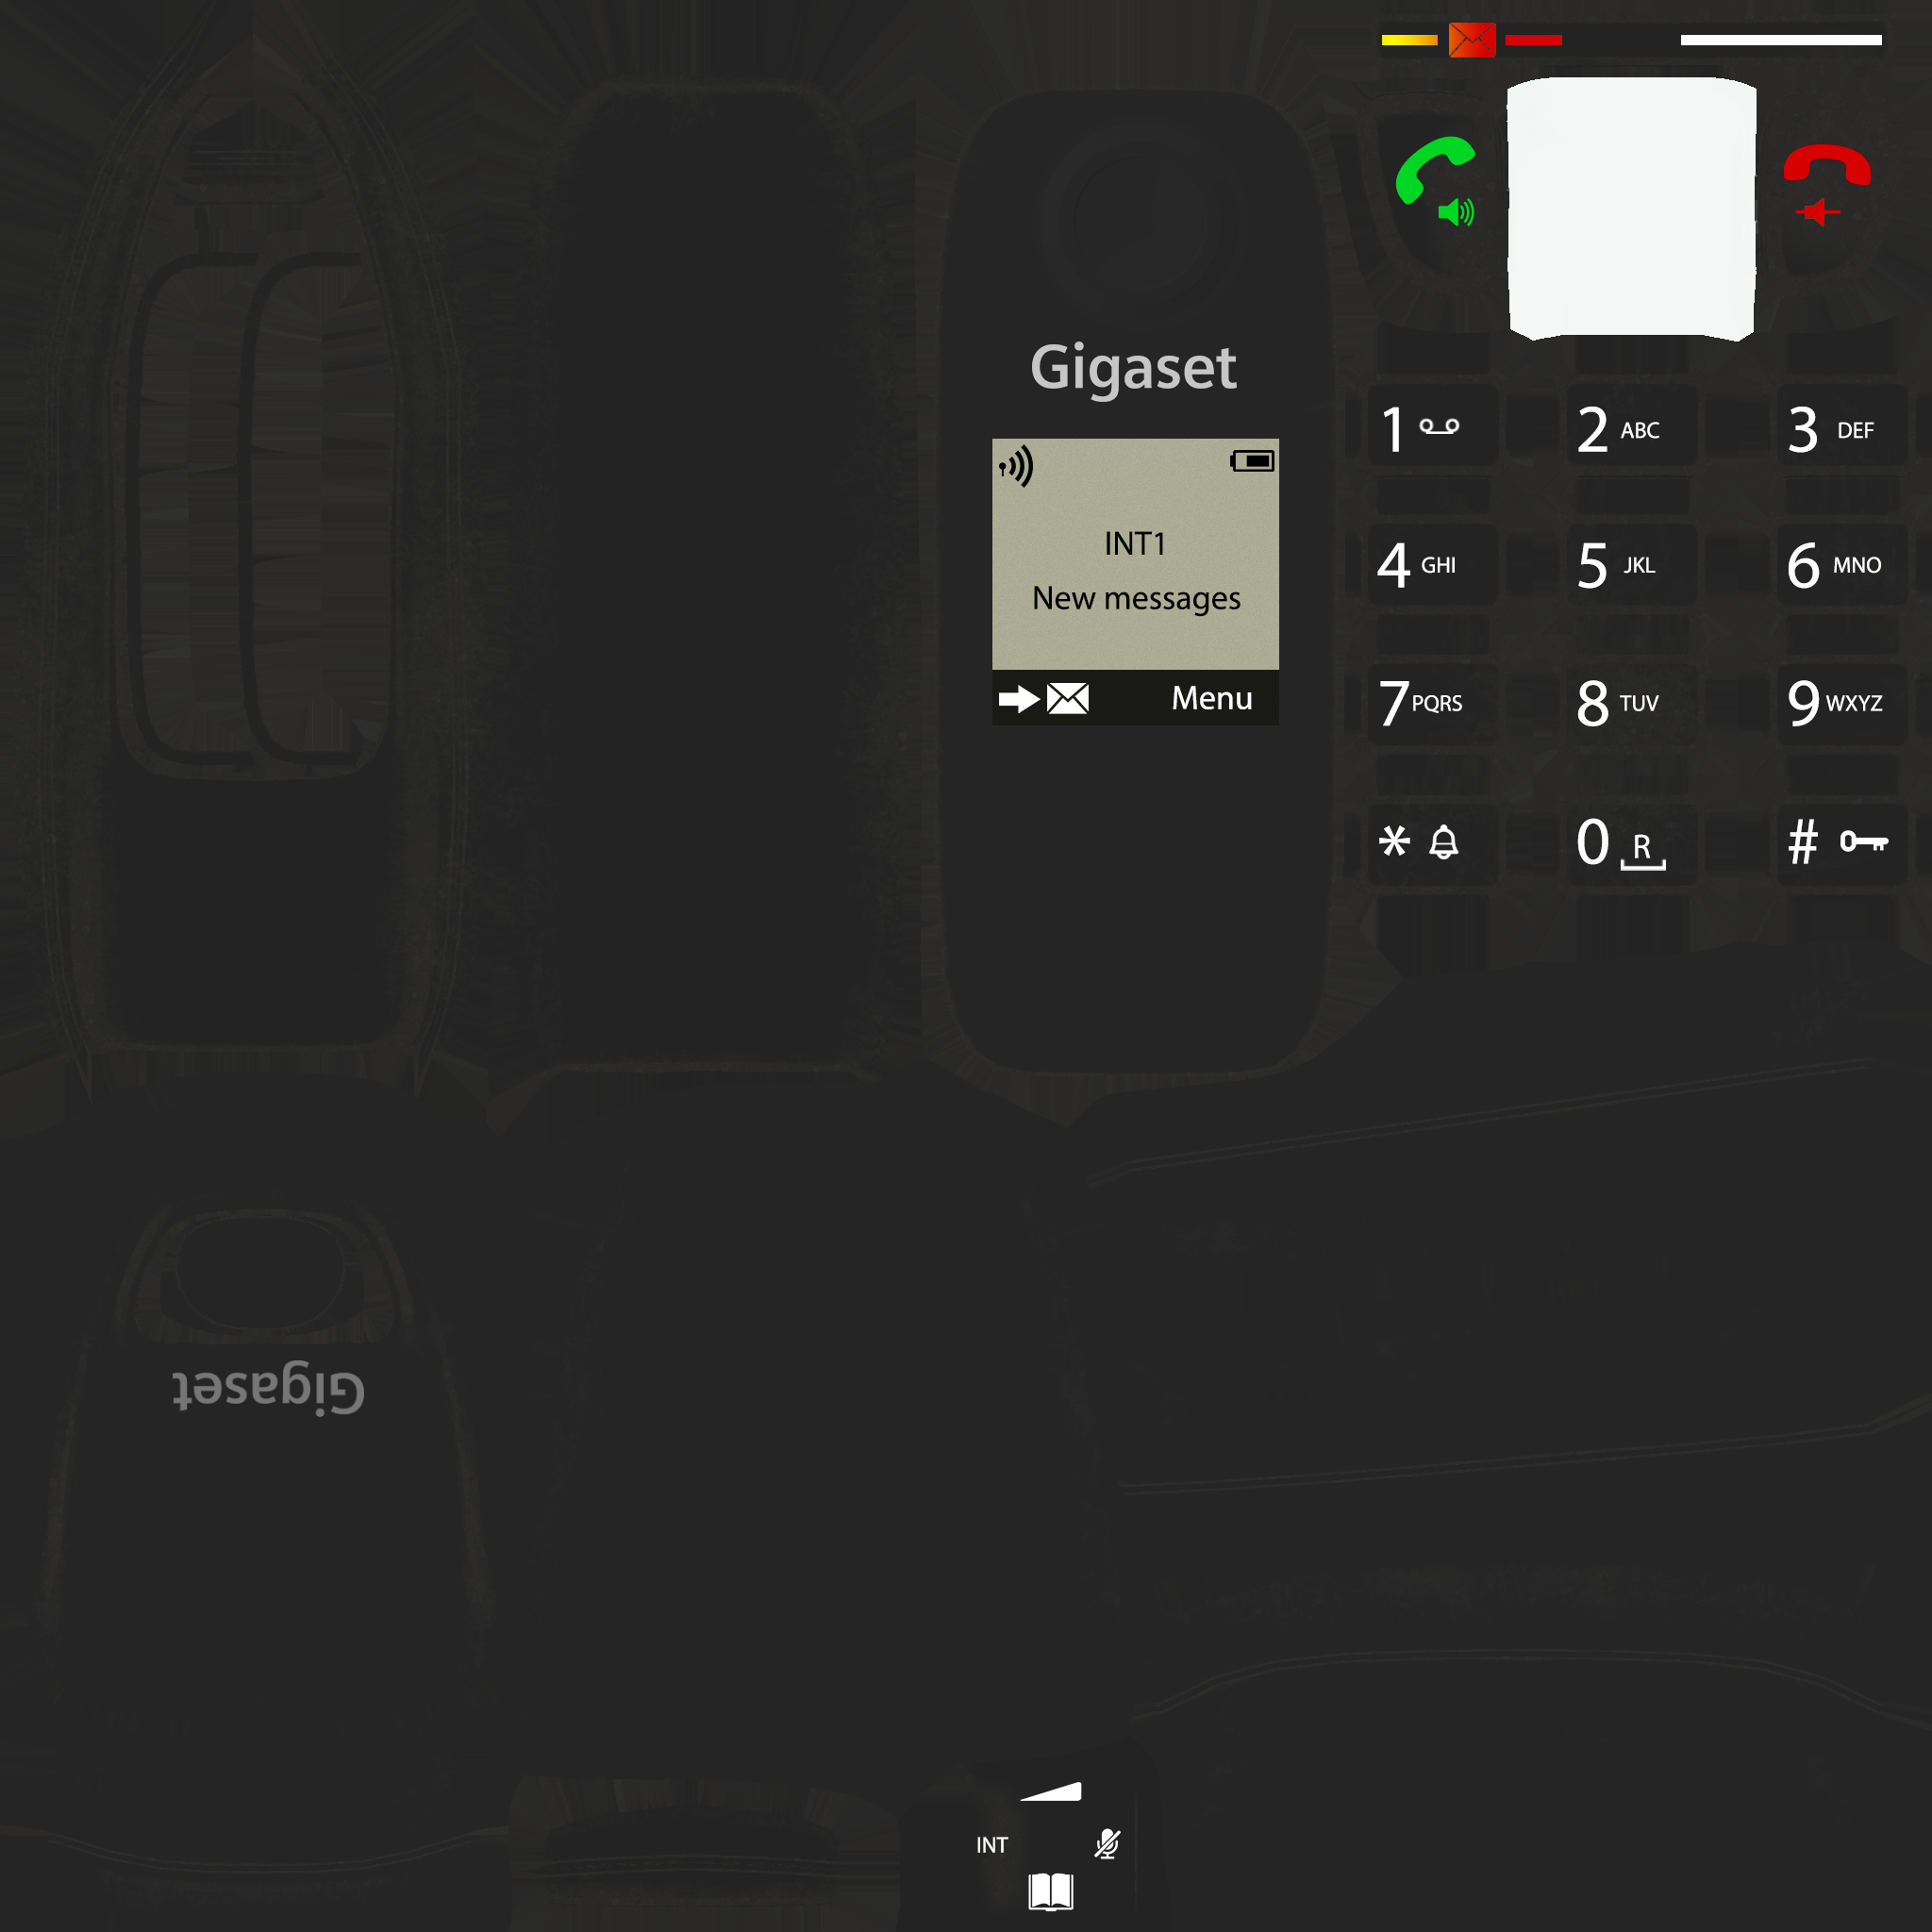 Gigaset
INT1
New messages
Menu
1
2 ABC
3 DEF
4 GHI
5 JKL
6 MNO
7 PQRS
8 TUV
9 WXYZ
*
0 R
#
Gigaset
INT